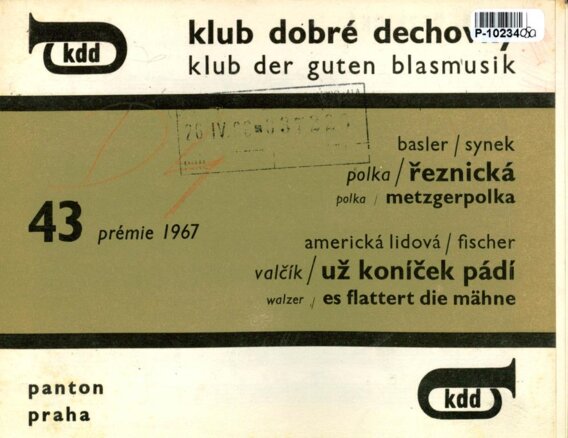 kdd
klub dobré dechov
P-10234
klub der guten blasmusik
basler / synek
polka / řeznická
polka / metzgerpolka
43 prémie 1967
americká lidová / fischer
valčík / už koníček pádí
walzer / es flattert die mähne
panton
praha
kdd